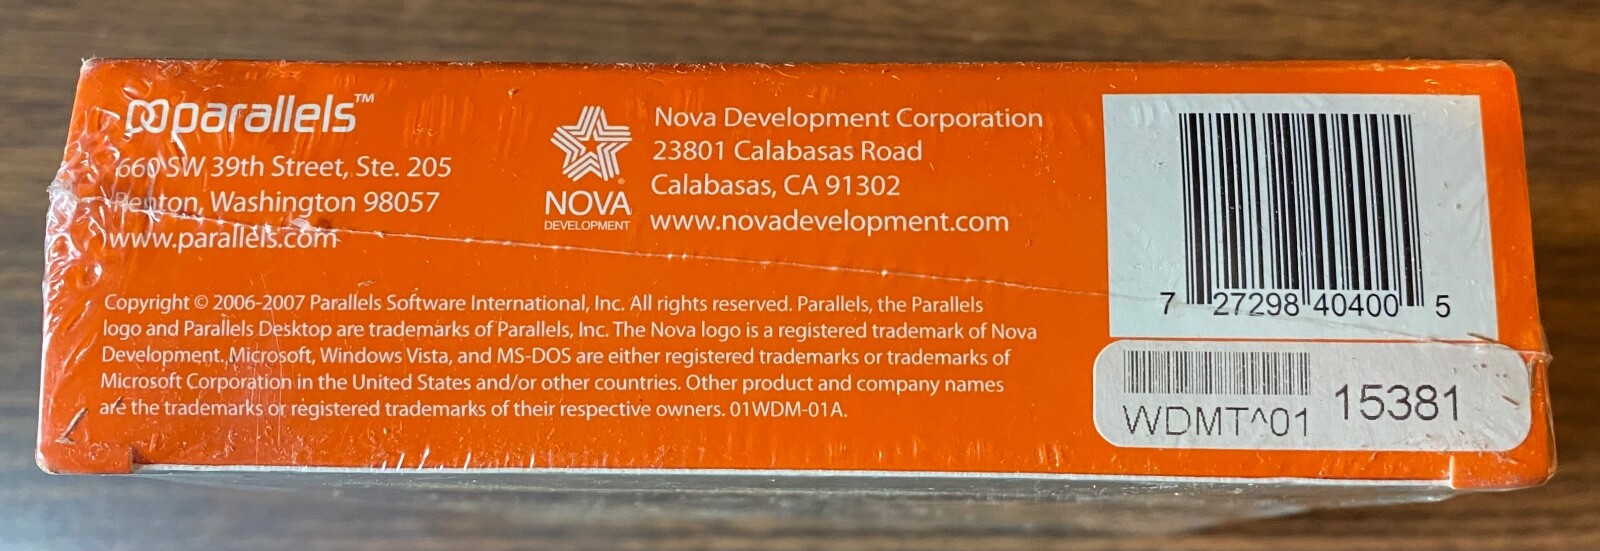 parallels™
660 SW 39th Street, Ste. 205
Renton, Washington 98057
www.parallels.com
NOVA®
DEVELOPMENT
Nova Development Corporation
23801 Calabasas Road
Calabasas, CA 91302
www.novadevelopment.com
Copyright © 2006-2007 Parallels Software International, Inc. All rights reserved. Parallels, the Parallels
logo and Parallels Desktop are trademarks of Parallels, Inc. The Nova logo is a registered trademark of Nova
Development. Microsoft, Windows Vista, and MS-DOS are either registered trademarks or trademarks of
Microsoft Corporation in the United States and/or other countries. Other product and company names
are the trademarks or registered trademarks of their respective owners. 01WDM-01A.
7 27298 40400 5
WDMT^01 15381